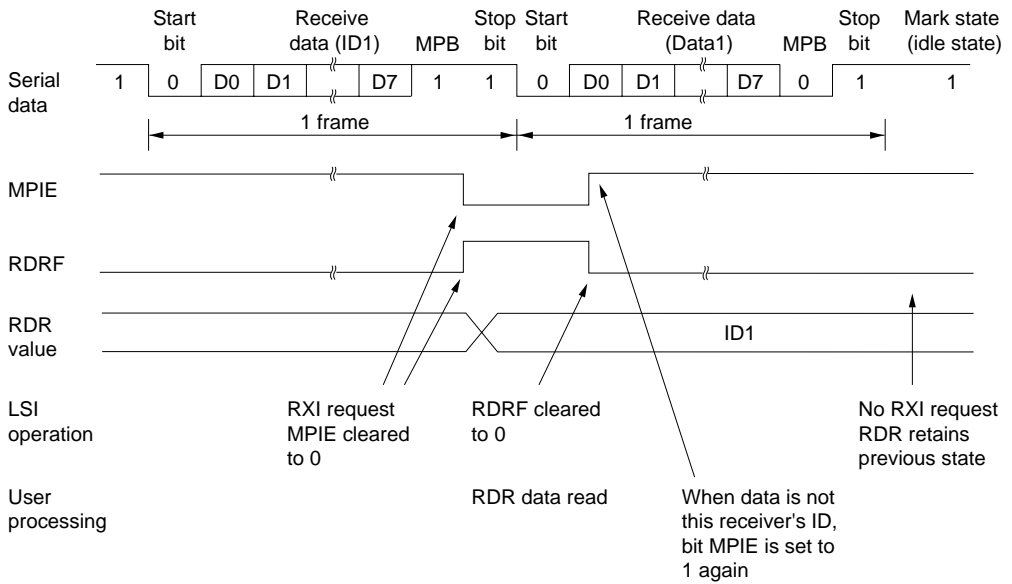 Start bit
Receive data (ID1)
MPB
Stop bit
Start bit
Receive data (Data1)
MPB
Stop bit
Mark state (idle state)
Serial data
1 0 D0 D1 D7 1 1 0 D0 D1 D7 0 1 1
1 frame
1 frame
MPIE
RDRF
RDR value
ID1
LSI operation
RXI request
MPIE cleared
to 0
RDRF cleared
to 0
No RXI request
RDR retains
previous state
User processing
RDR data read
When data is not
this receiver's ID,
bit MPIE is set to
1 again